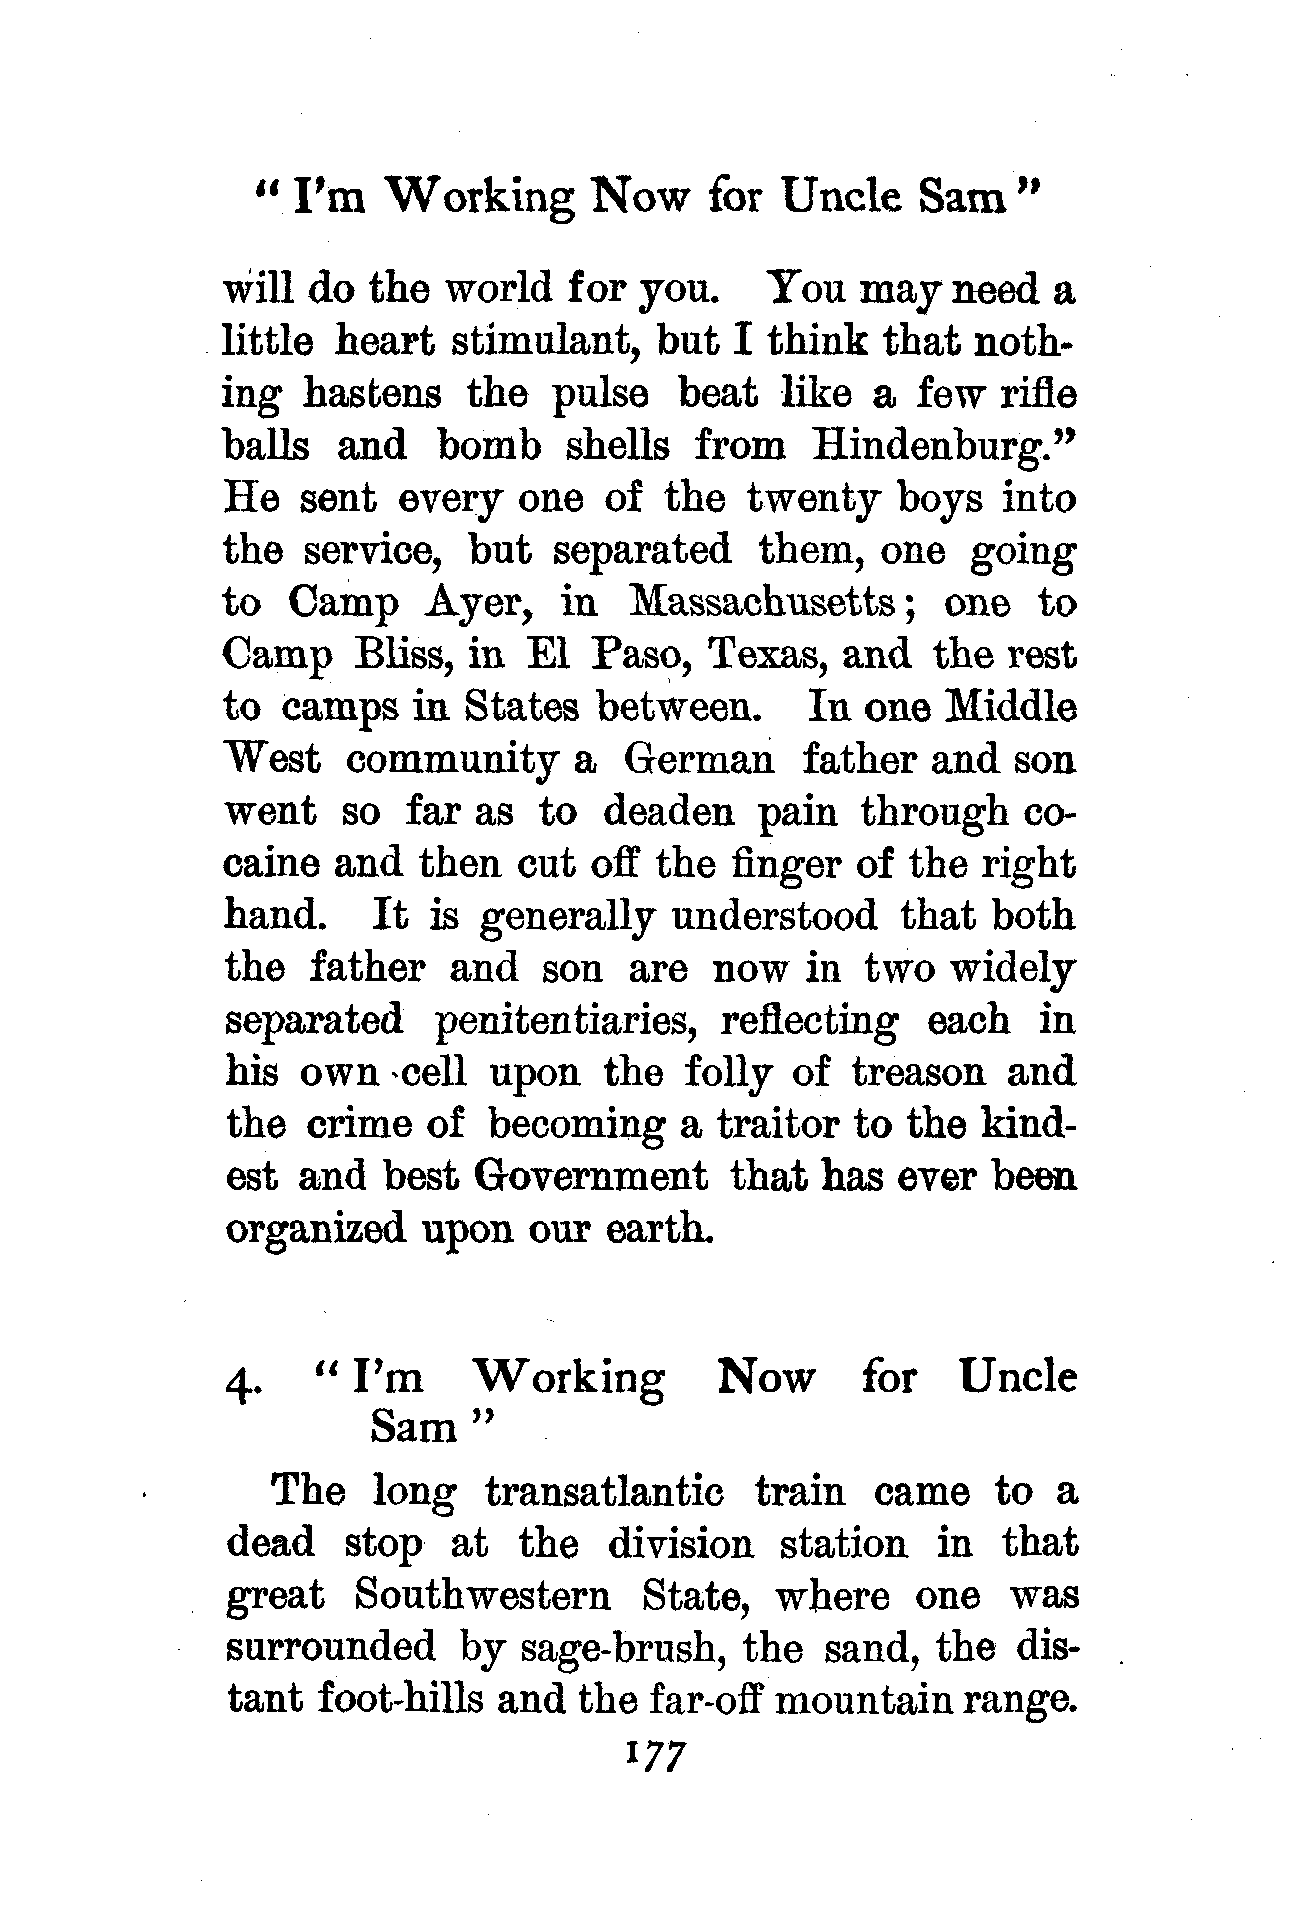 “ I’m Working Now for Uncle Sam ”
will do the world for you. You may need a
little heart stimulant, but I think that noth-
ing hastens the pulse beat like a few rifle
balls and bomb shells from Hindenburg.”
He sent every one of the twenty boys into
the service, but separated them, one going
to Camp Ayer, in Massachusetts; one to
Camp Bliss, in El Paso, Texas, and the rest
to camps in States between. In one Middle
West community a German father and son
went so far as to deaden pain through co-
caine and then cut off the finger of the right
hand. It is generally understood that both
the father and son are now in two widely
separated penitentiaries, reflecting each in
his own cell upon the folly of treason and
the crime of becoming a traitor to the kind-
est and best Government that has ever been
organized upon our earth.
4. “ I’m Working Now for Uncle
Sam ”
The long transatlantic train came to a
dead stop at the division station in that
great Southwestern State, where one was
surrounded by sage-brush, the sand, the dis-
tant foot-hills and the far-off mountain range.
177